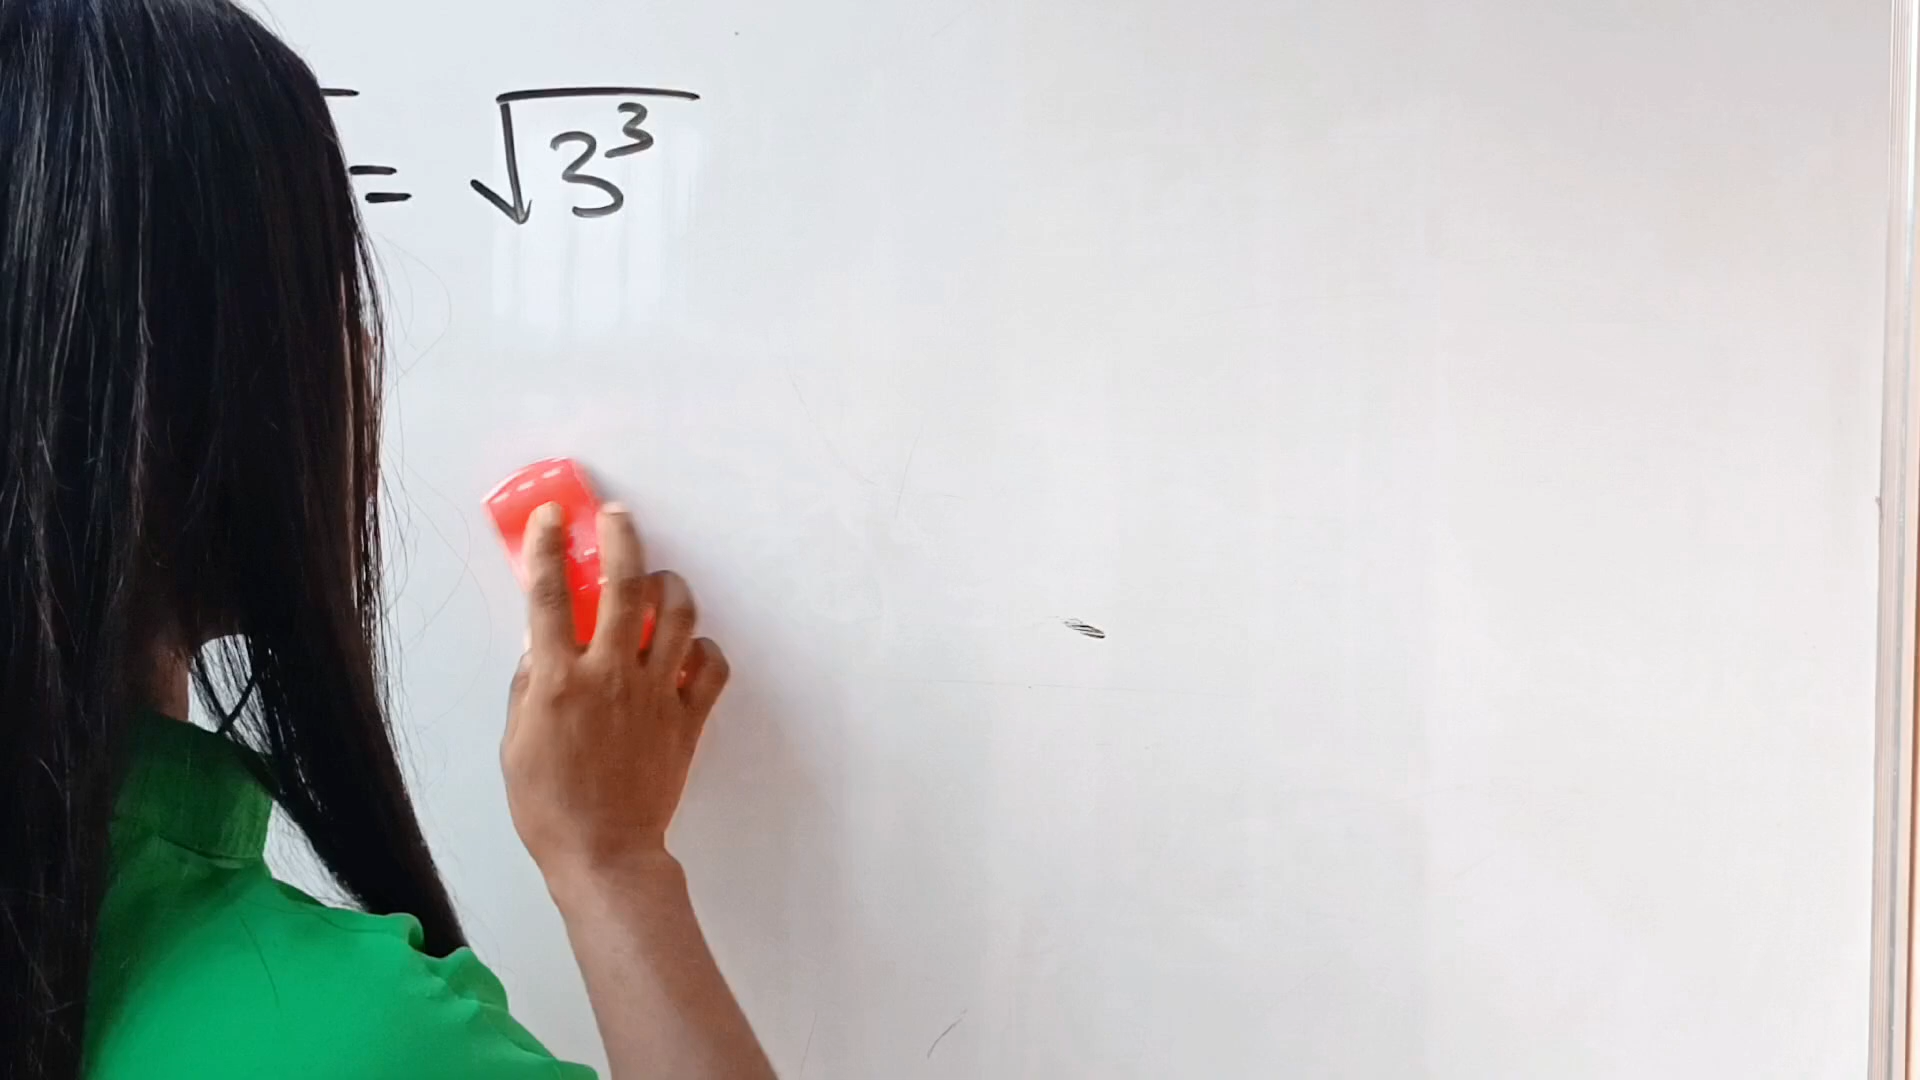 = √3³